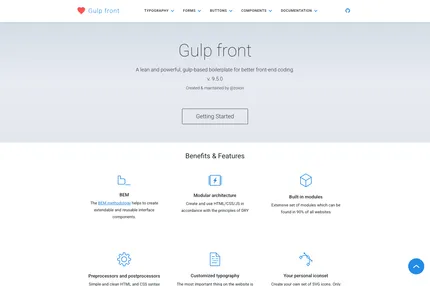 Gulp front
TYPOGRAPHY FORMS BUTTONS COMPONENTS DOCUMENTATION
Gulp front
A lean and powerful, gulp-based boilerplate for better front-end coding
v. 9.5.0
Created & maintained by
Getting Started
Benefits & Features
BEM
The BEM methodology helps to create
extendable and reusable interface
components.
Modular architecture
Create and use HTML/CSS/JS in
accordance with the principles of DRY
Built-in modules
Extensive set of modules which can be
found in 90% of all websites.
Preprocessors and postprocessors
Simple and clean HTML and CSS syntax
Customized typography
The most important thing on the website is
Your personal iconset
Create your own set of SVG icons. Only